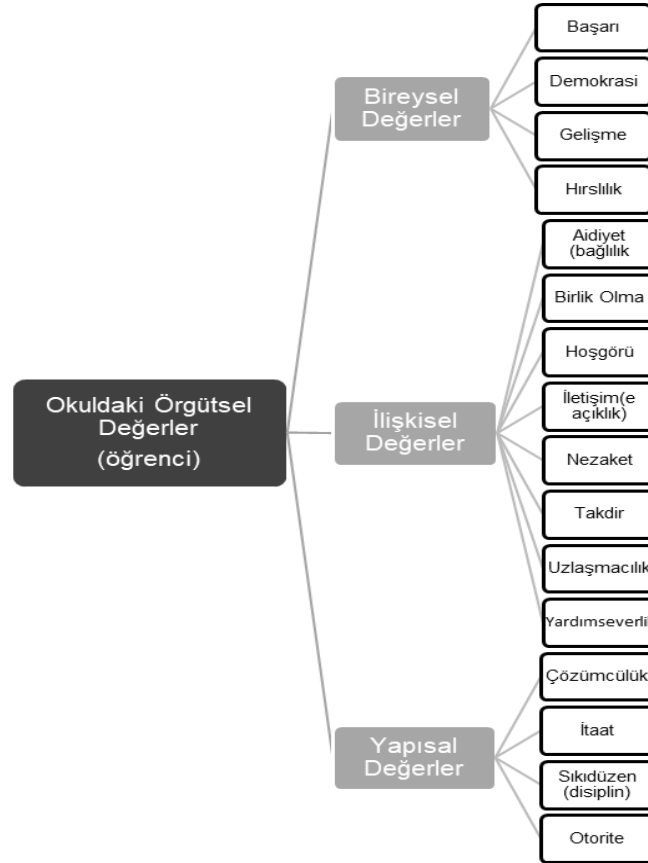 Okuldaki Örgütsel
Değerler
(öğrenci)
Bireysel
Değerler
Başarı
Demokrasi
Gelişme
Hırslılık
İlişkisel
Değerler
Aidiyet
(bağlılık
Birlik Olma
Hoşgörü
İletişim(e
açıklık)
Nezaket
Takdir
Uzlaşmacılık
Yardımseverli
Yapısal
Değerler
Çözümcülük
İtaat
Sıkıdüzen
(disiplin)
Otorite